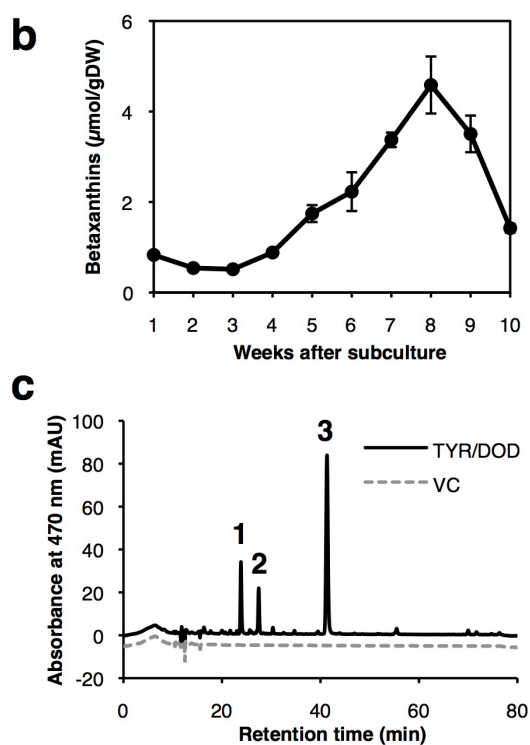 b
Betaxanthins (μmol/gDW)
6
4
2
0
1 2 3 4 5 6 7 8 9 10
Weeks after subculture
c
Absorbance at 470 nm (mAU)
100
80
60
40
20
0
-20
1
2
3
TYR/DOD
VC
0 20 40 60 80
Retention time (min)